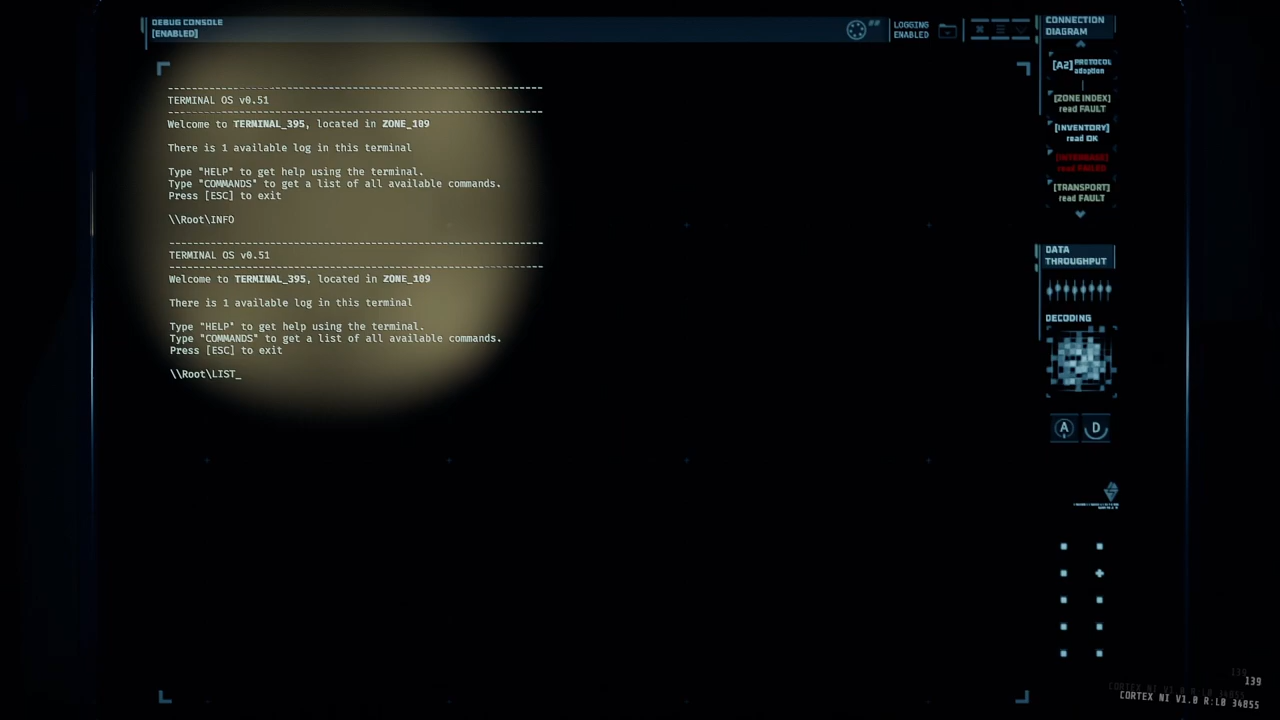 DEBUG CONSOLE
[ENABLED]
LOGGING
ENABLED
CONNECTION
DIAGRAM
[A2] PROTOCOL
adoption
[ZONE INDEX]
read FAULT
[INVENTORY]
read OK
read FAILED
[TRANSPORT]
read FAULT
DATA
THROUGHPUT
DECODING
A D
TERMINAL OS v0.51
Welcome to TERMINAL_395, located in ZONE_109
There is 1 available log in this terminal
Type "HELP" to get help using the terminal.
Type "COMMANDS" to get a list of all available commands.
Press [ESC] to exit
\\Root\INFO
TERMINAL OS v0.51
Welcome to TERMINAL_395, located in ZONE_109
There is 1 available log in this terminal
Type "HELP" to get help using the terminal.
Type "COMMANDS" to get a list of all available commands.
Press [ESC] to exit
\\Root\LIST_
139
139
CORTEX NI V1.0 R:L0 34855